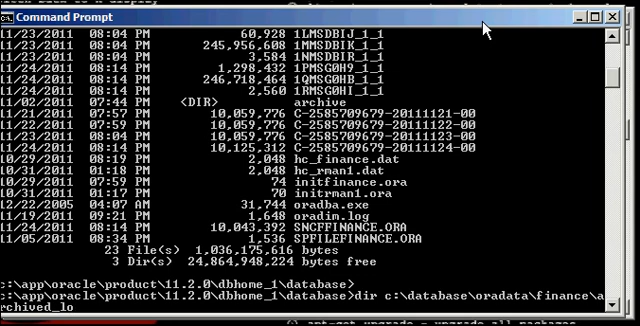 Command Prompt
11/23/2011 08:04 PM 60,928 1LMSDBIJ_1_1
11/23/2011 08:04 PM 245,956,608 1MMSDBIK_1_1
11/23/2011 08:04 PM 3,584 1NMSDBIR_1_1
11/24/2011 08:14 PM 1,298,432 1PMSG0H9_1_1
11/24/2011 08:14 PM 246,718,464 1QMSG0HB_1_1
11/24/2011 08:14 PM 2,560 1RMSG0HI_1_1
11/02/2011 07:44 PM <DIR> archive
11/21/2011 07:57 PM 10,059,776 C-2585709679-20111121-00
11/22/2011 07:58 PM 10,059,776 C-2585709679-20111122-00
11/23/2011 08:04 PM 10,059,776 C-2585709679-20111123-00
11/24/2011 08:14 PM 10,125,312 C-2585709679-20111124-00
10/29/2011 08:19 PM 2,048 hc_finance.dat
10/31/2011 01:18 PM 2,048 hc_rman1.dat
10/29/2011 07:59 PM 74 initfinance.ora
10/31/2011 01:17 PM 70 initrman1.ora
12/22/2005 04:07 AM 31,744 oradba.exe
11/19/2011 09:21 PM 1,648 oradim.log
11/24/2011 08:14 PM 10,043,392 SNCFFINANCE.ORA
11/05/2011 08:34 PM 1,536 SPFILEFINANCE.ORA
23 File(s) 1,036,175,616 bytes
3 Dir(s) 24,864,948,224 bytes free
c:\app\oracle\product\11.2.0\dbhome_1\database>
c:\app\oracle\product\11.2.0\dbhome_1\database>dir c:\database\oradata\finance\a
rchived_lo
apt-get upgrade - upgrade all packages